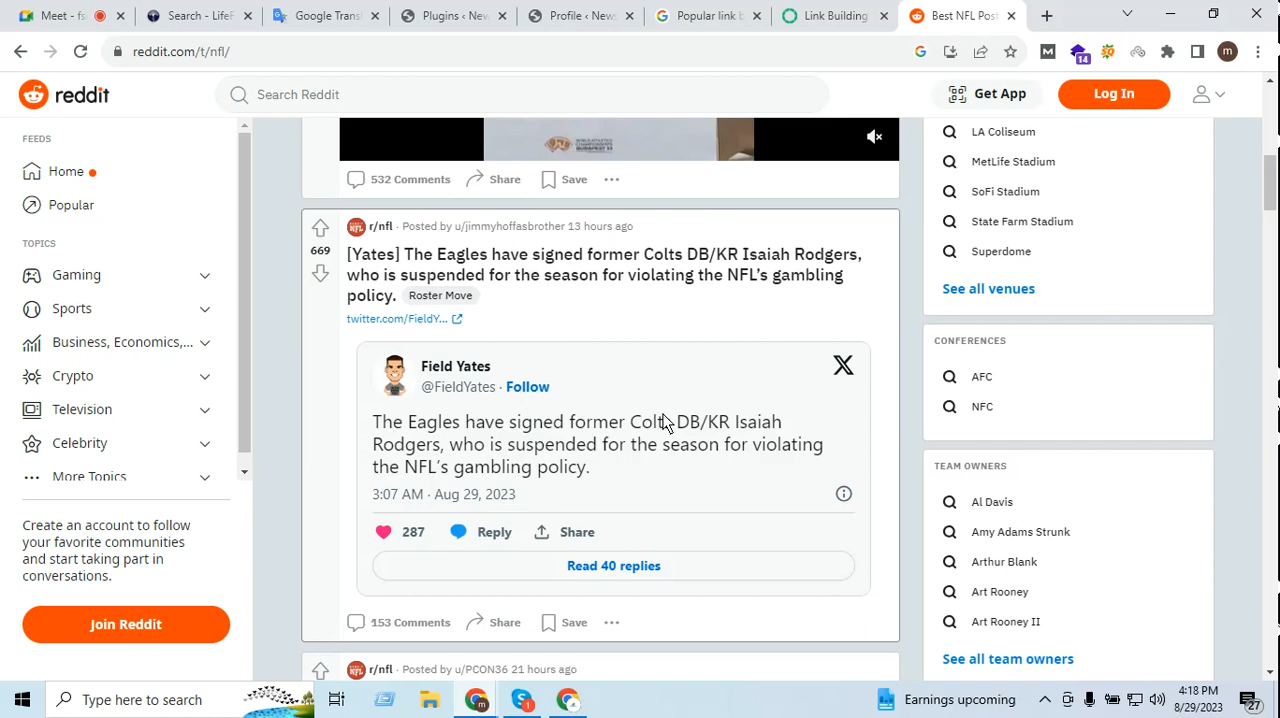 Meet - fs
Search - LifeF
Google Trans
Plugins ‹ Ne
Profile ‹ News
Popular link b
Link Building
Best NFL Pos
reddit.com/t/nfl/
14
m
reddit
Search Reddit
Get App
Log In
FEEDS
Home
Popular
TOPICS
Gaming
Sports
Business, Economics,...
Crypto
Television
Celebrity
More Topics
Create an account to follow
your favorite communities
and start taking part in
conversations.
Join Reddit
532 Comments
Share
Save
r/nfl · Posted by u/jimmyhoffasbrother 13 hours ago
669
[Yates] The Eagles have signed former Colts DB/KR Isaiah Rodgers,
who is suspended for the season for violating the NFL’s gambling
policy. Roster Move
twitter.com/FieldY...
Field Yates
@FieldYates · Follow
The Eagles have signed former Colts DB/KR Isaiah
Rodgers, who is suspended for the season for violating
the NFL’s gambling policy.
3:07 AM · Aug 29, 2023
287
Reply
Share
Read 40 replies
153 Comments
Share
Save
r/nfl · Posted by u/PCON36 21 hours ago
LA Coliseum
MetLife Stadium
SoFi Stadium
State Farm Stadium
Superdome
See all venues
CONFERENCES
AFC
NFC
TEAM OWNERS
Al Davis
Amy Adams Strunk
Arthur Blank
Art Rooney
Art Rooney II
See all team owners
Type here to search
Earnings upcoming
4:18 PM
8/29/2023
27